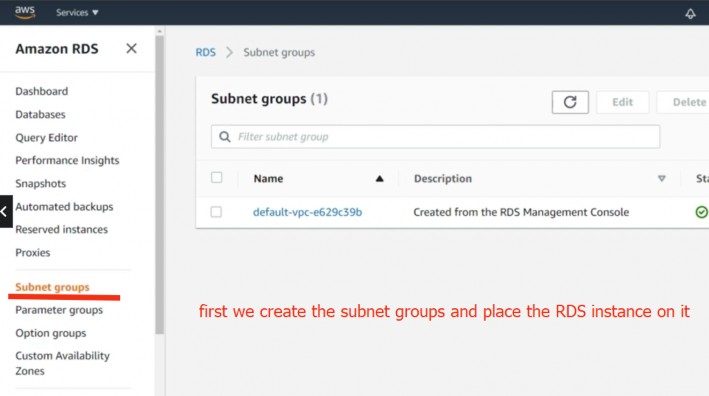 aws
Services ▼
Amazon RDS
Dashboard
Databases
Query Editor
Performance Insights
Snapshots
Automated backups
Reserved instances
Proxies
Subnet groups
Parameter groups
Option groups
Custom Availability
Zones
RDS > Subnet groups
Subnet groups (1)
Edit
Delete
Filter subnet group
Name
Description
Sta
default-vpc-e629c39b
Created from the RDS Management Console
first we create the subnet groups and place the RDS instance on it